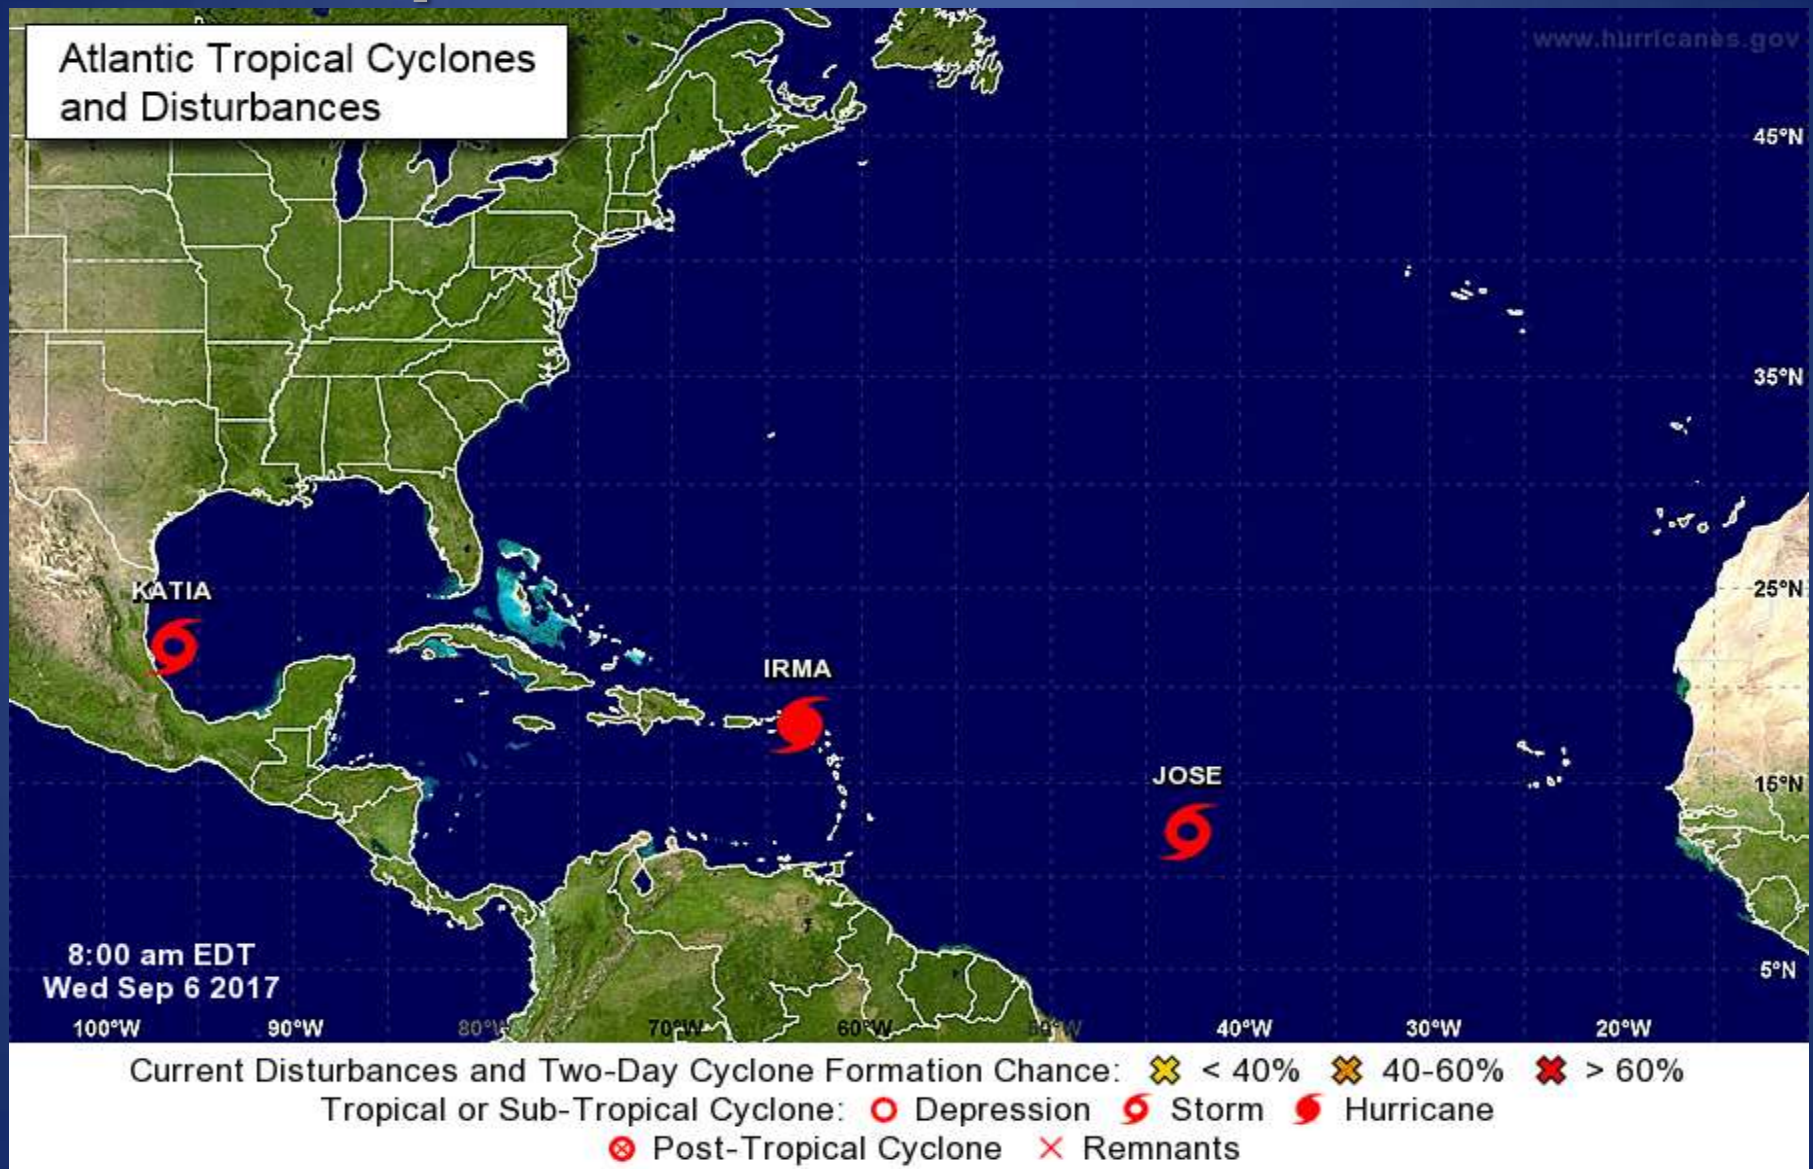 Atlantic Tropical Cyclones
and Disturbances
www.hurricanes.gov
45°N
35°N
KATIA
25°N
IRMA
JOSE
15°N
8:00 am EDT
Wed Sep 6 2017
5°N
100°W 90°W 80°W 70°W 60°W 50°W 40°W 30°W 20°W
Current Disturbances and Two-Day Cyclone Formation Chance: < 40% 40-60% > 60%
Tropical or Sub-Tropical Cyclone: Depression Storm Hurricane
Post-Tropical Cyclone Remnants